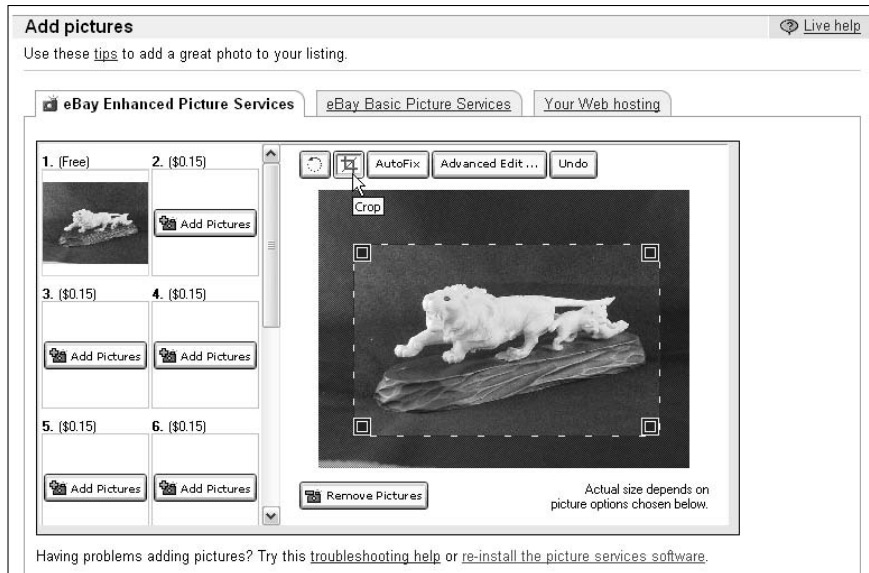 Add pictures
Live help
Use these tips to add a great photo to your listing.
eBay Enhanced Picture Services
eBay Basic Picture Services
Your Web hosting
1. (Free)
2. ($0.15)
AutoFix
Advanced Edit ...
Undo
Crop
Add Pictures
3. ($0.15)
4. ($0.15)
Add Pictures
Add Pictures
5. ($0.15)
6. ($0.15)
Add Pictures
Add Pictures
Remove Pictures
Actual size depends on
picture options chosen below.
Having problems adding pictures? Try this troubleshooting help or re-install the picture services software.